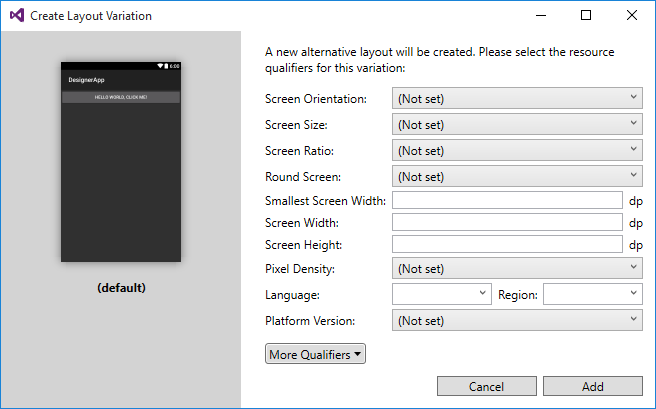 Create Layout Variation
6:00
DesignerApp
HELLO WORLD, CLICK ME!
(default)
A new alternative layout will be created. Please select the resource
qualifiers for this variation:
Screen Orientation: (Not set)
Screen Size: (Not set)
Screen Ratio: (Not set)
Round Screen: (Not set)
Smallest Screen Width: dp
Screen Width: dp
Screen Height: dp
Pixel Density: (Not set)
Language: Region:
Platform Version: (Not set)
More Qualifiers
Cancel Add